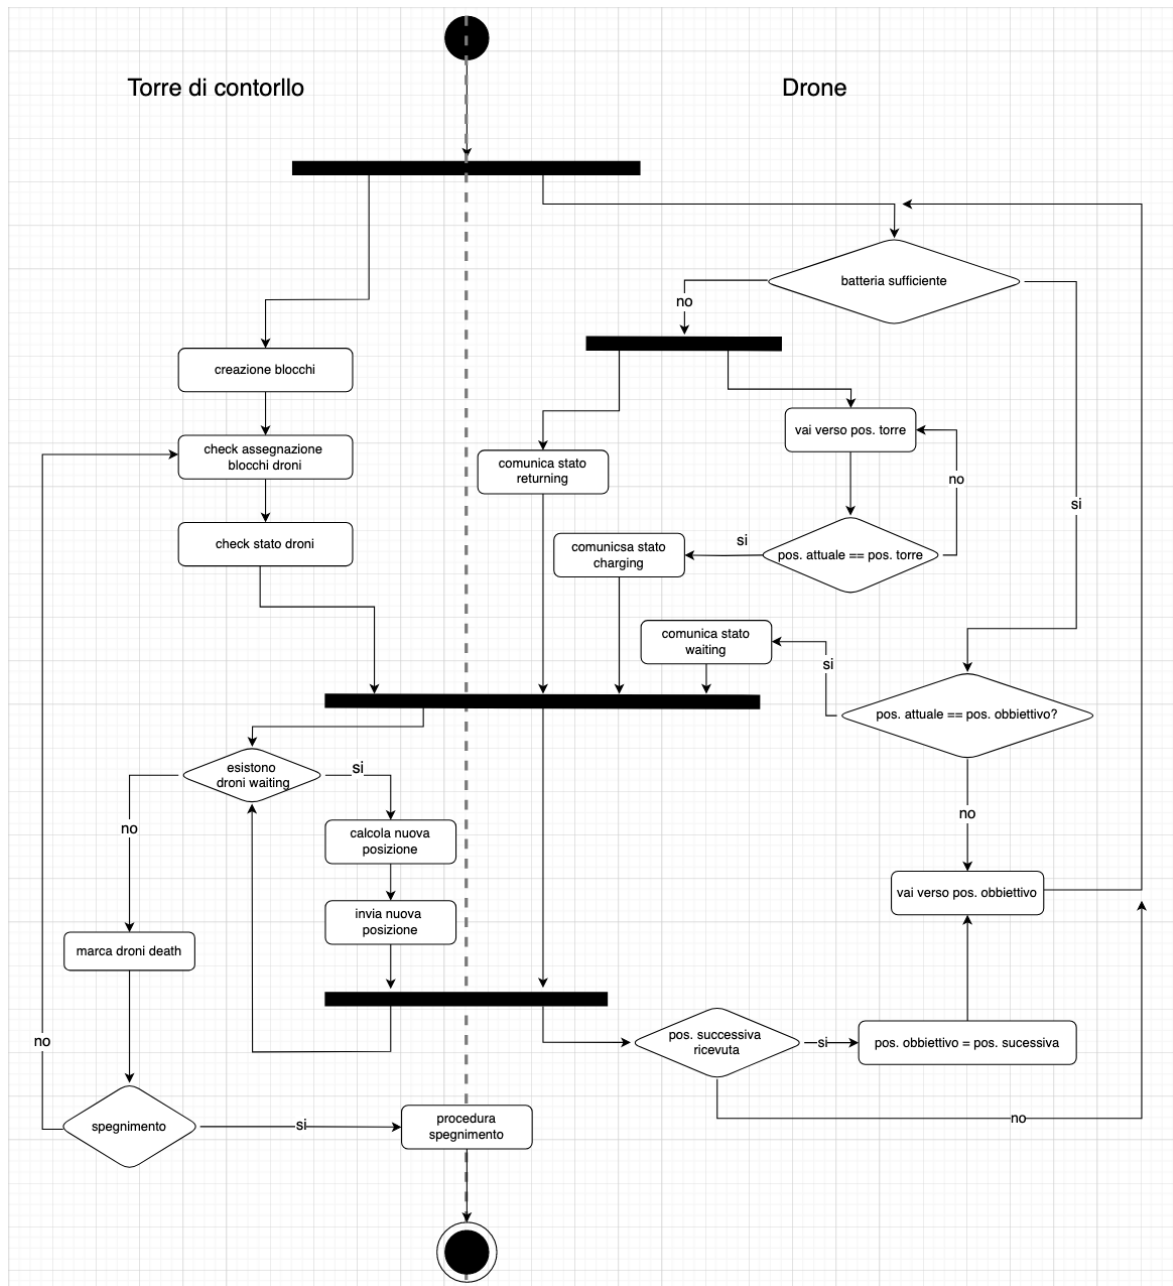 Torre di contorllo
Drone
batteria sufficiente
no
creazione blocchi
vai verso pos. torre
check assegnazione
blocchi droni
comunica stato
returning
no
si
check stato droni
comunicsa stato
charging
si
pos. attuale == pos. torre
comunica stato
waiting
si
pos. attuale == pos. obbiettivo?
esistono
droni waiting
si
no
no
calcola nuova
posizione
vai verso pos. obbiettivo
invia nuova
posizione
marca droni death
no
pos. successiva
ricevuta
si
pos. obbiettivo = pos. sucessiva
no
spegnimento
si
procedura
spegnimento